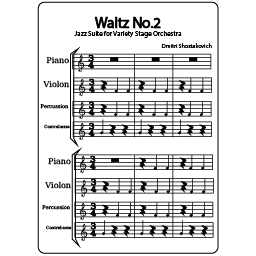 Waltz No.2
Jazz Suite for Variety Stage Orchestra
Dmitri Shostakovich
Piano
Violon
Percussion
Contrebasse
Piano
Violon
Percussion
Contrebasse